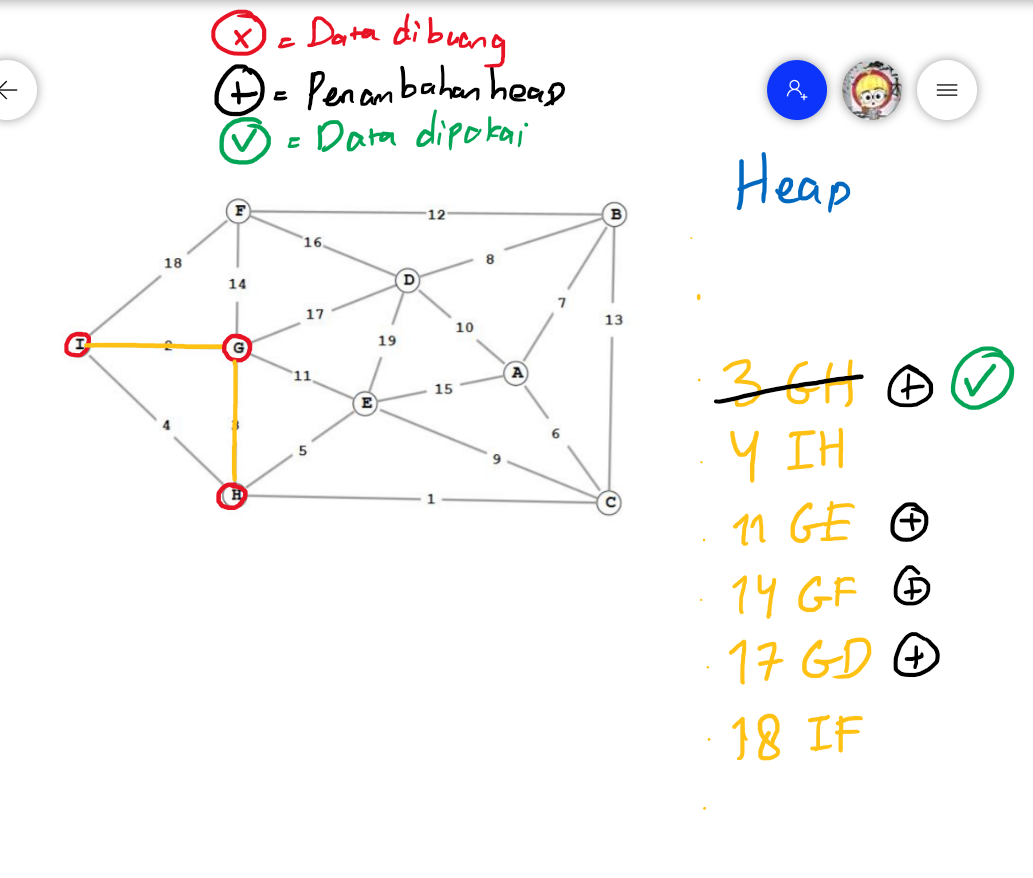 x = Data dibuang
+ = Penambahan heap
✓ = Data dipakai
Heap
F 12 B
16
18
8
D
14
7
17
13
10
19
I 2 G
A
11
15
E
4
3
6
5
9
H 1 C
3 GH + ✓
4 IH
11 GE +
14 GF +
17 GD +
18 IF